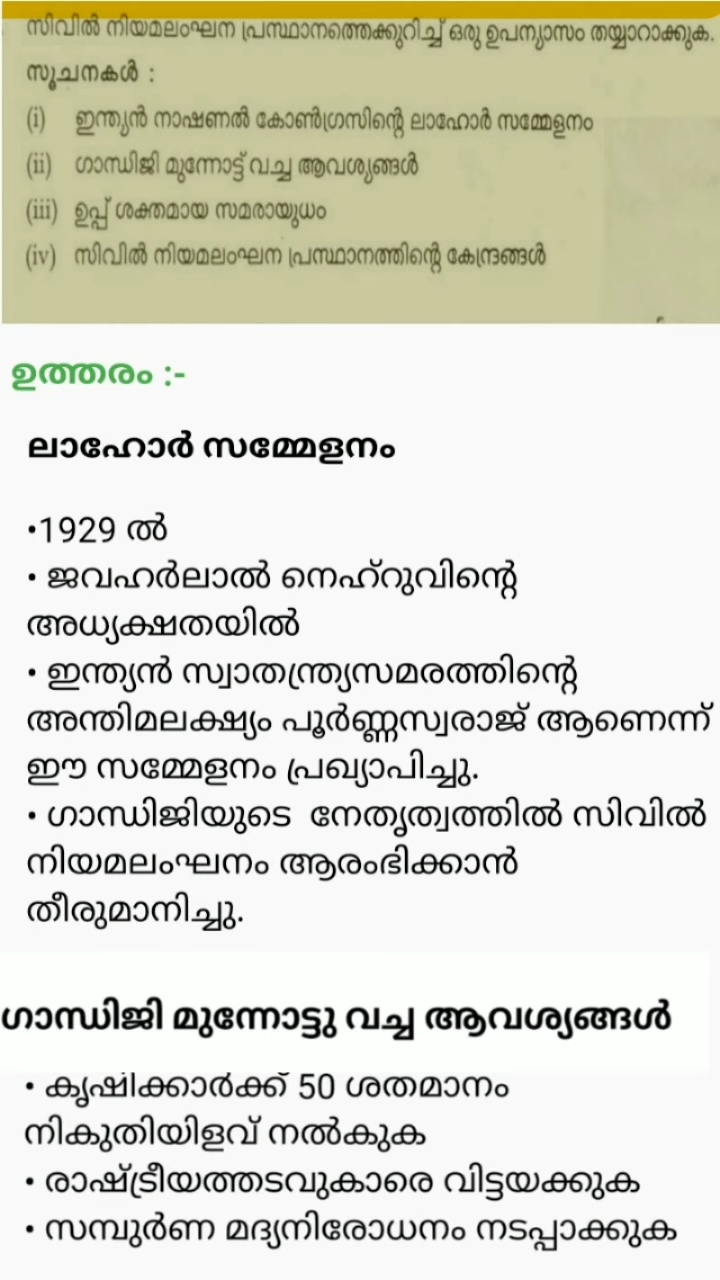 സിവിൽ നിയമലംഘന പ്രസ്ഥാനത്തെക്കുറിച്ച് ഒരു ഉപന്യാസം തയ്യാറാക്കുക.
സൂചനകൾ :
(i) ഇന്ത്യൻ നാഷണൽ കോൺഗ്രസിന്റെ ലാഹോർ സമ്മേളനം
(ii) ഗാന്ധിജി മുന്നോട്ട് വച്ച ആവശ്യങ്ങൾ
(iii) ഉപ്പ് ശക്തമായ സമരായുധം
(iv) സിവിൽ നിയമലംഘന പ്രസ്ഥാനത്തിന്റെ കേന്ദ്രങ്ങൾ
ഉത്തരം :-
ലാഹോർ സമ്മേളനം
•1929 ൽ
• ജവഹർലാൽ നെഹ്റുവിന്റെ
അധ്യക്ഷതയിൽ
• ഇന്ത്യൻ സ്വാതന്ത്ര്യസമരത്തിന്റെ
അന്തിമലക്ഷ്യം പൂർണ്ണസ്വരാജ് ആണെന്ന്
ഈ സമ്മേളനം പ്രഖ്യാപിച്ചു.
• ഗാന്ധിജിയുടെ നേതൃത്വത്തിൽ സിവിൽ
നിയമലംഘനം ആരംഭിക്കാൻ
തീരുമാനിച്ചു.
ഗാന്ധിജി മുന്നോട്ടു വച്ച ആവശ്യങ്ങൾ
• കൃഷിക്കാർക്ക് 50 ശതമാനം
നികുതിയിളവ് നൽകുക
• രാഷ്ട്രീയത്തടവുകാരെ വിട്ടയക്കുക
• സമ്പുർണ മദ്യനിരോധനം നടപ്പാക്കുക